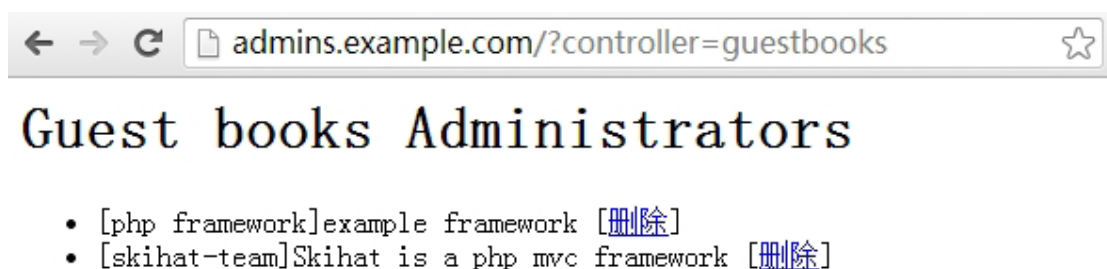 admins.example.com/?controller=guestbooks
Guest books Administrators
[php framework]example framework [删除]
[skihat-team]Skihat is a php mvc framework [删除]